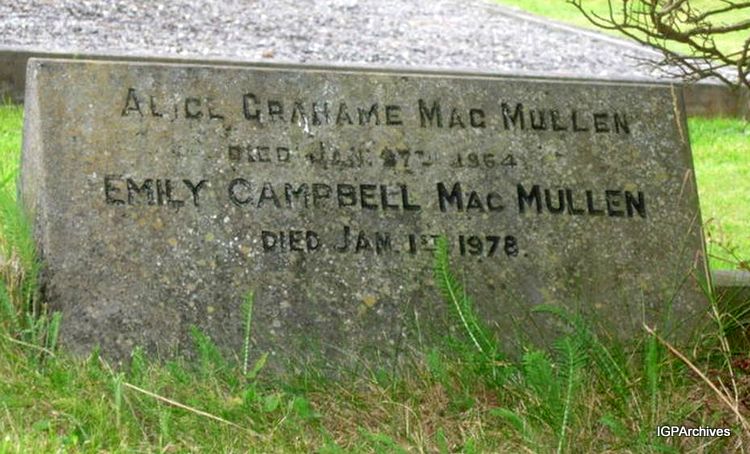 ALICE GRAHAME MAC MULLEN
DIED JAN. 27TH 1964.
EMILY CAMPBELL MAC MULLEN
DIED JAN. 1ST 1978.
IGPArchives